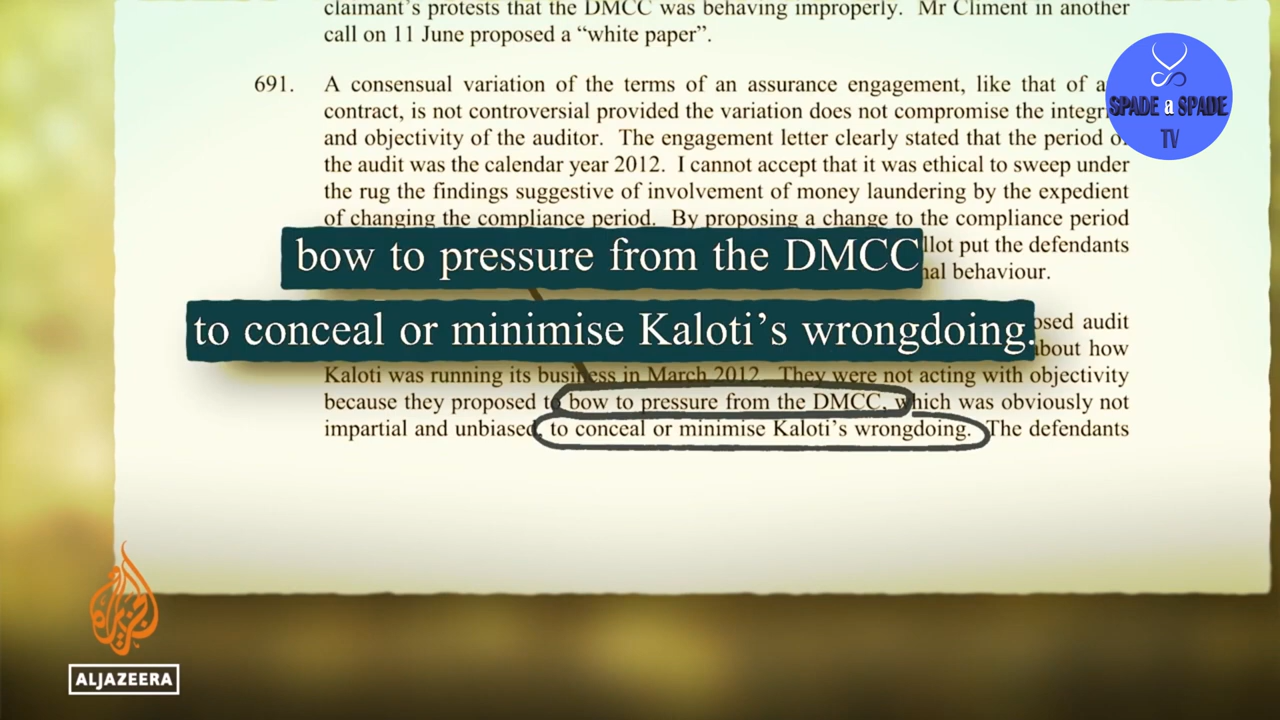 claimant's protests that the DMCC was behaving improperly. Mr Climent in another
call on 11 June proposed a “white paper”.
691. A consensual variation of the terms of an assurance engagement, like that of a
contract, is not controversial provided the variation does not compromise the
and objectivity of the auditor. The engagement letter clearly stated that the period
the audit was the calendar year 2012. I cannot accept that it was ethical to sweep under
the rug the findings suggestive of involvement of money laundering by the expedient
of changing the compliance period. By proposing a change to the compliance period
put the defendants
behaviour.
bow to pressure from the DMCC
to conceal or minimise Kaloti’s wrongdoing.
audit
about how
Kaloti was running its business in March 2012. They were not acting with objectivity
because they proposed to bow to pressure from the DMCC, which was obviously not
impartial and unbiased, to conceal or minimise Kaloti’s wrongdoing. The defendants
SPADE a SPADE
TV
الجزيرة
ALJAZEERA